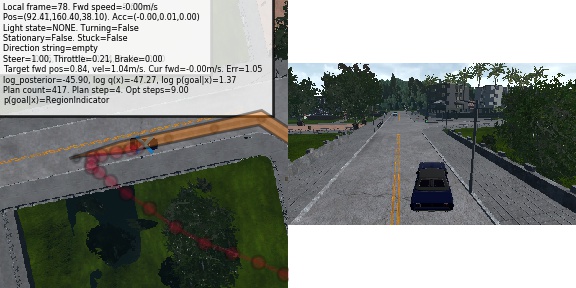 Local frame=78. Fwd speed=-0.00m/s
Pos=(92.41,160.40,38.10). Acc=(-0.00,0.01,0.00)
Light state=NONE. Turning=False
Stationary=False. Stuck=False
Direction string=empty
Steer=1.00, Throttle=0.21, Brake=0.00
Target fwd pos=0.84, vel=1.04m/s. Cur fwd=-0.00m/s. Err=1.05
log_posterior=-45.90, log q(x)=-47.27, log p(goal|x)=1.37
Plan count=417. Plan step=4. Opt steps=9.00
p(goal|x)=RegionIndicator